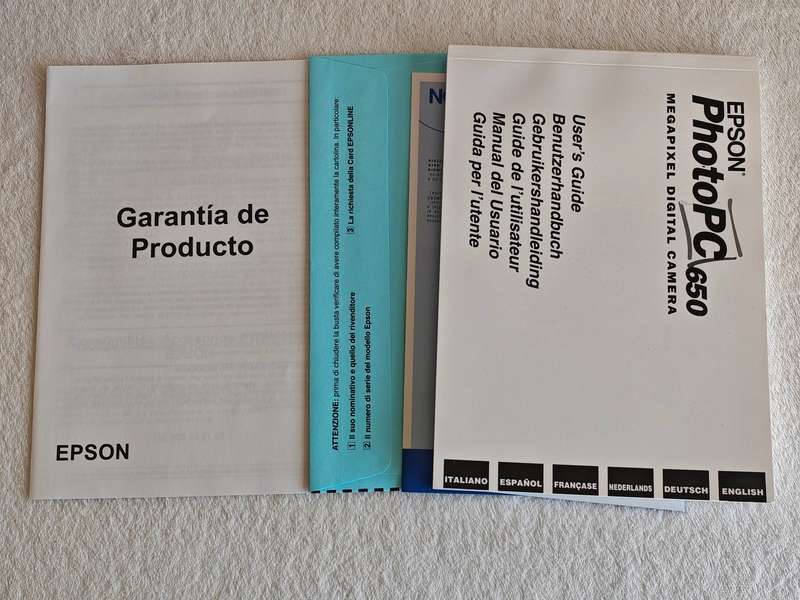 Garantía de
Producto
EPSON
ATTENZIONE: prima di chiudere la busta verificare di avere compilato interamente la cartolina. In particolare:
1 Il suo nominativo e quello del rivenditore
2 Il numero di serie del modello Epson
3 La richiesta della Card EPSONLINE
EPSON®
PhotoPC 650
MEGAPIXEL DIGITAL CAMERA
User's Guide
Benutzerhandbuch
Gebruikershandleiding
Guide de l'utilisateur
Manual del Usuario
Guida per l'utente
ITALIANO
ESPAÑOL
FRANÇASE
NEDERLANDS
DEUTSCH
ENGLISH